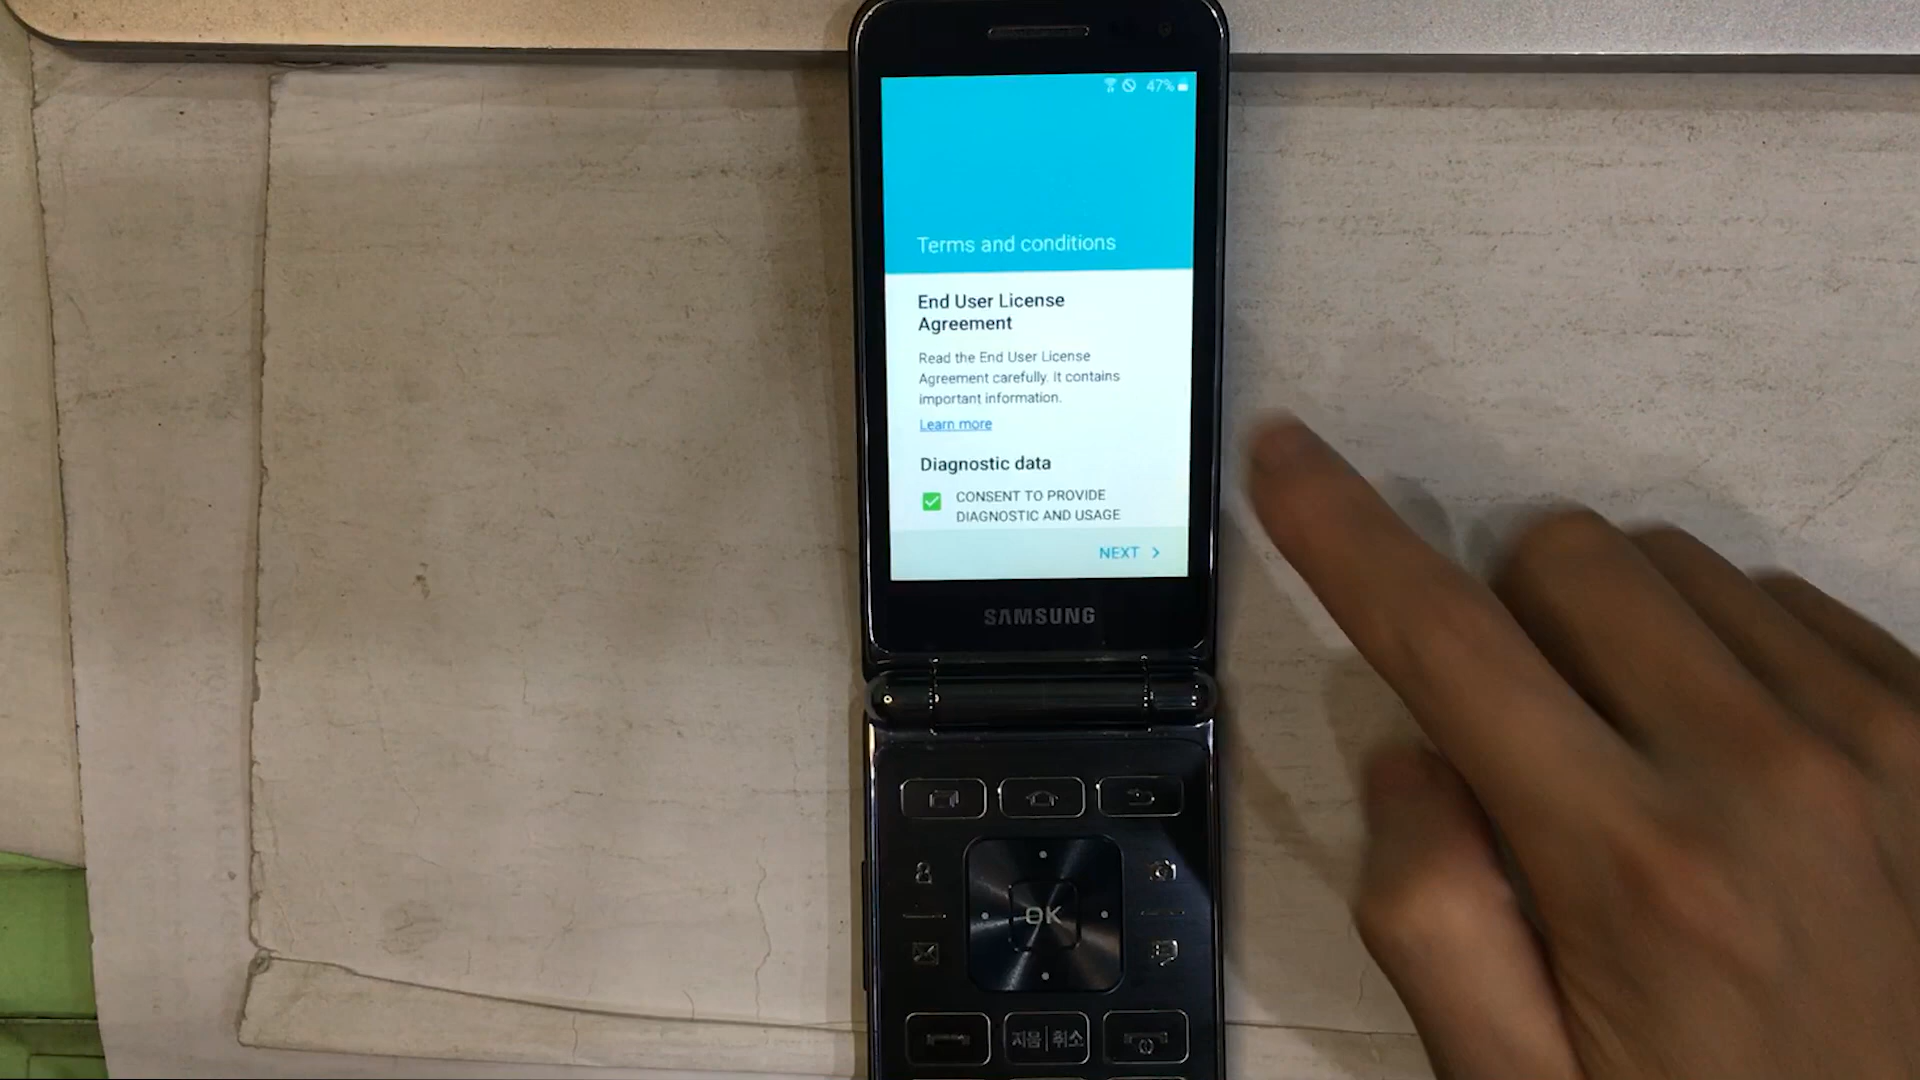 47%
Terms and conditions
End User License
Agreement
Read the End User License
Agreement carefully. It contains
important information.
Learn more
Diagnostic data
CONSENT TO PROVIDE
DIAGNOSTIC AND USAGE
NEXT >
SAMSUNG
OK
지움|취소